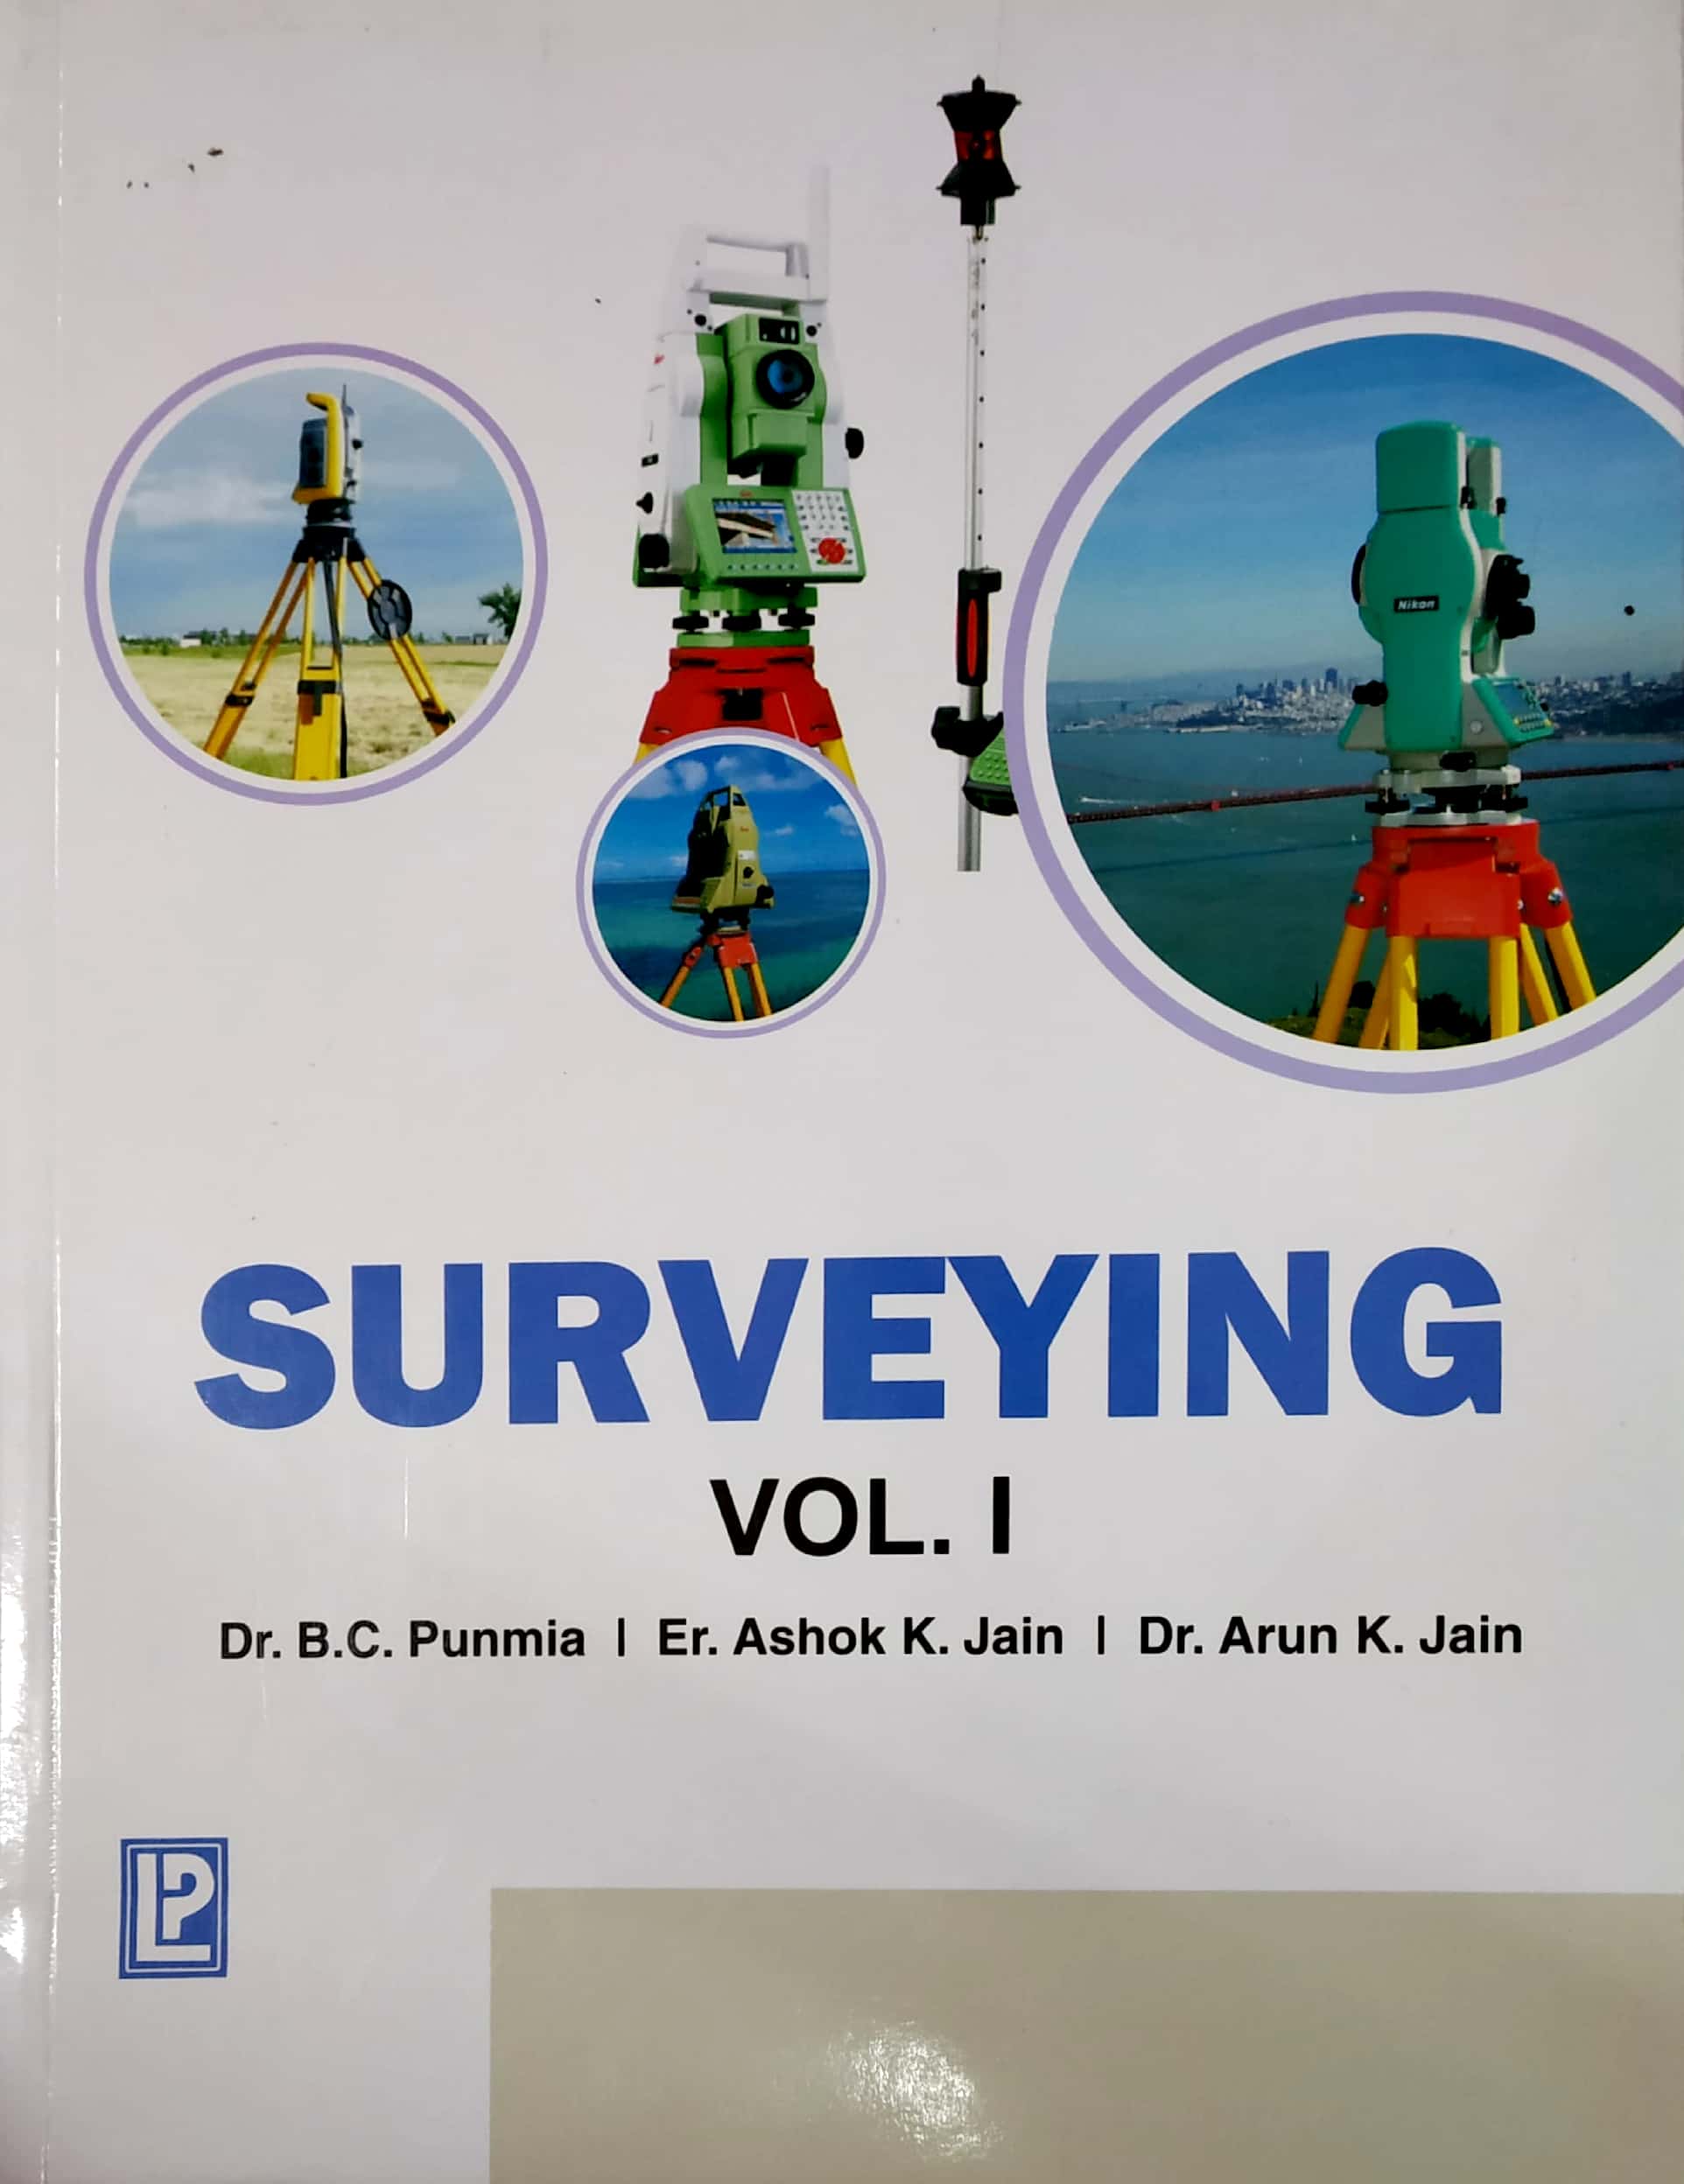 Nikon
SURVEYING
VOL. I
Dr. B.C. Punmia | Er. Ashok K. Jain | Dr. Arun K. Jain
LP